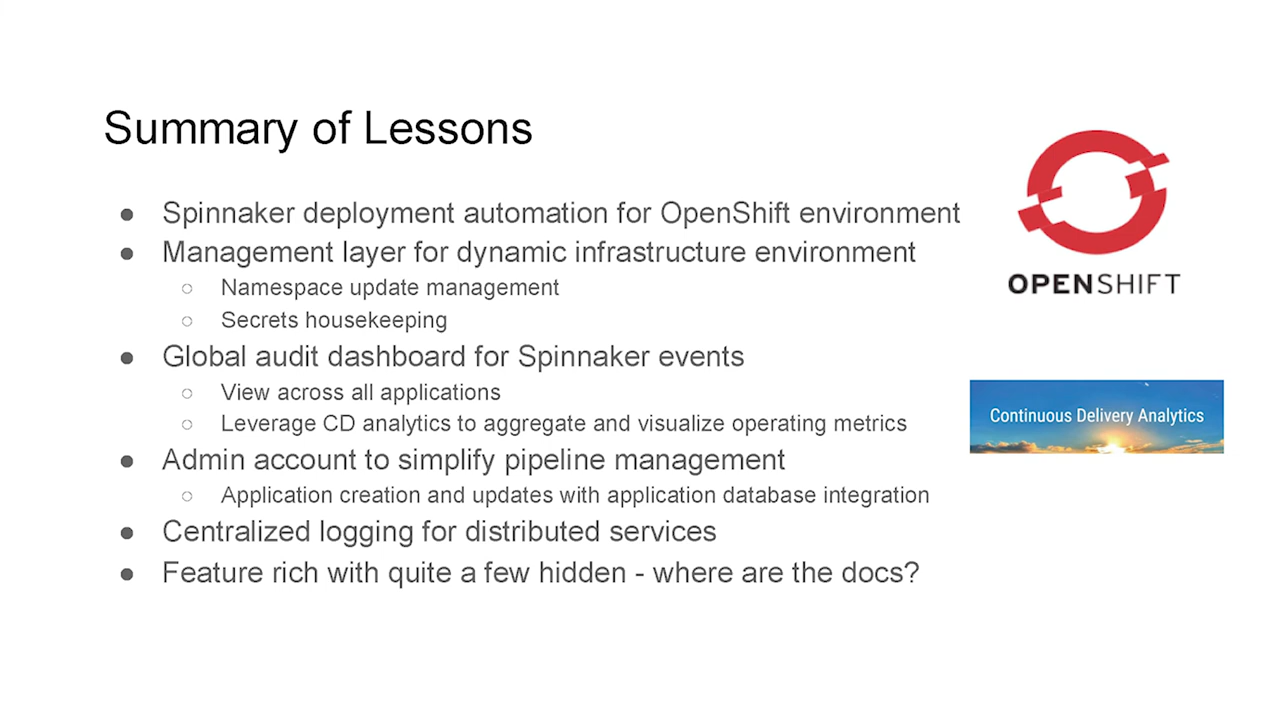 Summary of Lessons
● Spinnaker deployment automation for OpenShift environment
● Management layer for dynamic infrastructure environment
○ Namespace update management
○ Secrets housekeeping
● Global audit dashboard for Spinnaker events
○ View across all applications
○ Leverage CD analytics to aggregate and visualize operating metrics
● Admin account to simplify pipeline management
○ Application creation and updates with application database integration
● Centralized logging for distributed services
● Feature rich with quite a few hidden - where are the docs?
OPENSHIFT
Continuous Delivery Analytics